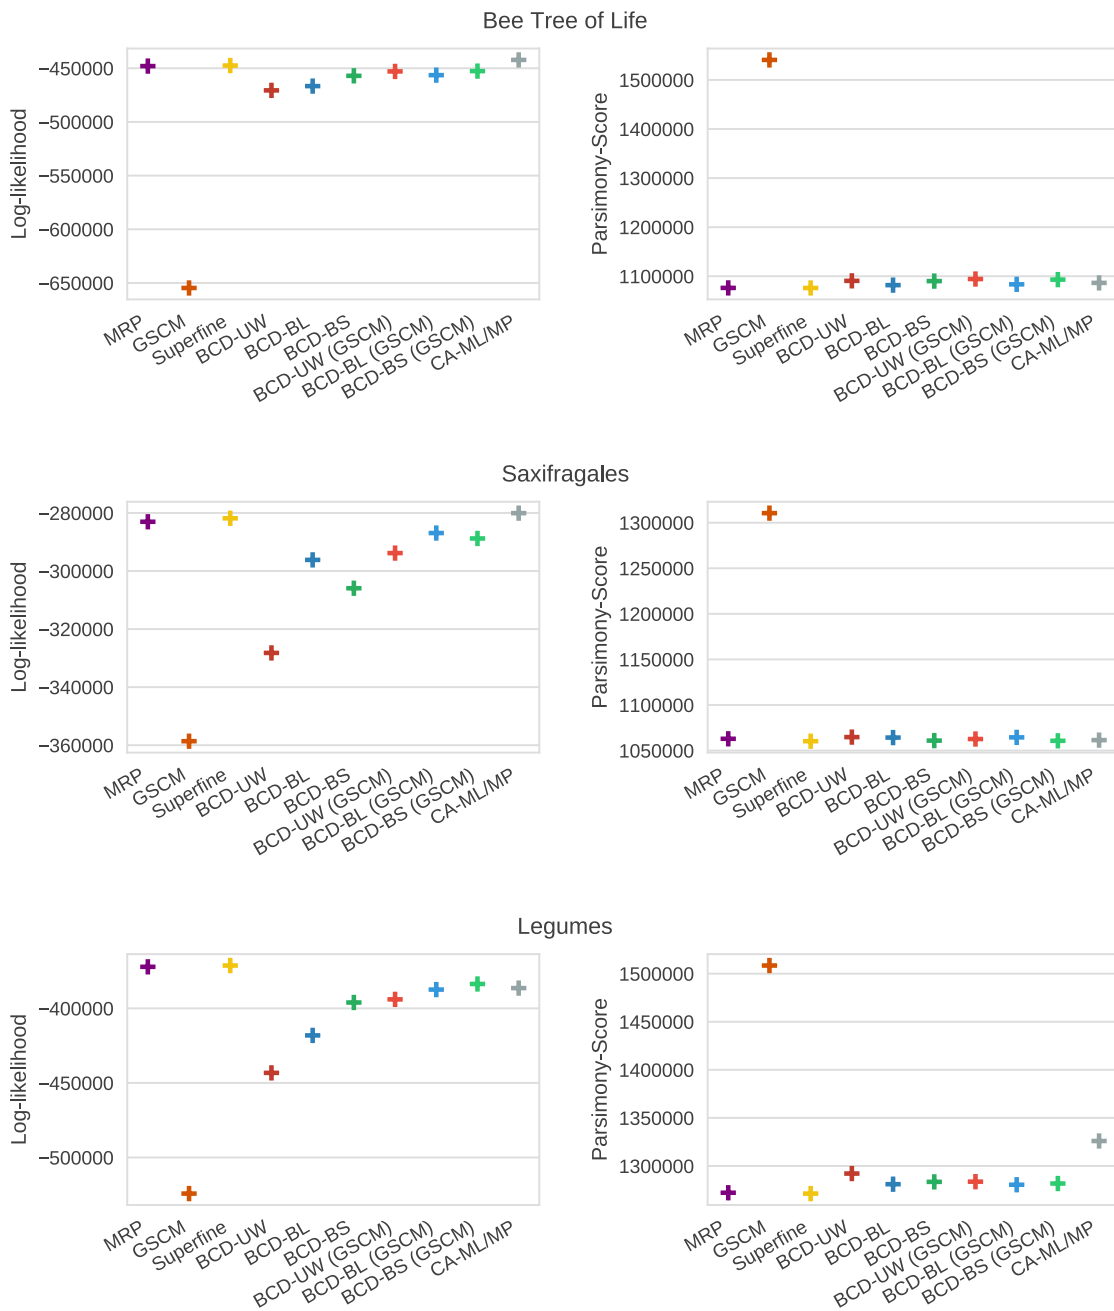 Bee Tree of Life
Log-likelihood
−450000
−500000
−550000
−600000
−650000
MRP
GSCM
Superfine
BCD-UW
BCD-BL
BCD-BS
BCD-UW (GSCM)
BCD-BL (GSCM)
BCD-BS (GSCM)
CA-ML/MP
Parsimony-Score
1500000
1400000
1300000
1200000
1100000
MRP
GSCM
Superfine
BCD-UW
BCD-BL
BCD-BS
BCD-UW (GSCM)
BCD-BL (GSCM)
BCD-BS (GSCM)
CA-ML/MP
Saxifragales
Log-likelihood
−280000
−300000
−320000
−340000
−360000
MRP
GSCM
Superfine
BCD-UW
BCD-BL
BCD-BS
BCD-UW (GSCM)
BCD-BL (GSCM)
BCD-BS (GSCM)
CA-ML/MP
Parsimony-Score
1300000
1250000
1200000
1150000
1100000
1050000
MRP
GSCM
Superfine
BCD-UW
BCD-BL
BCD-BS
BCD-UW (GSCM)
BCD-BL (GSCM)
BCD-BS (GSCM)
CA-ML/MP
Legumes
Log-likelihood
−400000
−450000
−500000
MRP
GSCM
Superfine
BCD-UW
BCD-BL
BCD-BS
BCD-UW (GSCM)
BCD-BL (GSCM)
BCD-BS (GSCM)
CA-ML/MP
Parsimony-Score
1500000
1450000
1400000
1350000
1300000
MRP
GSCM
Superfine
BCD-UW
BCD-BL
BCD-BS
BCD-UW (GSCM)
BCD-BL (GSCM)
BCD-BS (GSCM)
CA-ML/MP